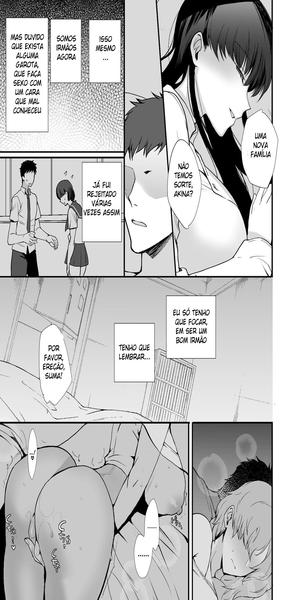 UMA
NOVA
FAMÍLIA
NÃO
TEMOS
SORTE,
AKINA?
ISSO
MESMO
...
SOMOS
IRMÃOS
AGORA
MAS DUVIDO
QUE EXISTA
ALGUMA
GAROTA,
QUE FAÇA
SEXO COM
UM CARA
QUE MAL
CONHECEU
JÁ FUI
REJEITADO
VÁRIAS
VEZES ASSIM
EU SÓ TENHO
QUE FOCAR,
EM SER UM
BOM IRMÃO
TENHO QUE
LEMBRAR...
POR
FAVOR,
EREÇÃO,
SUMA!
......